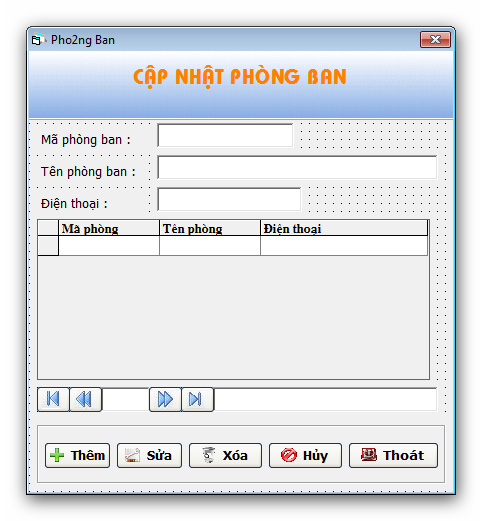 Pho2ng Ban
CẬP NHẬT PHÒNG BAN
Mã phòng ban :
Tên phòng ban :
Điện thoại :
Mã phòng Tên phòng Điện thoại
Thêm Sửa Xóa Hủy Thoát